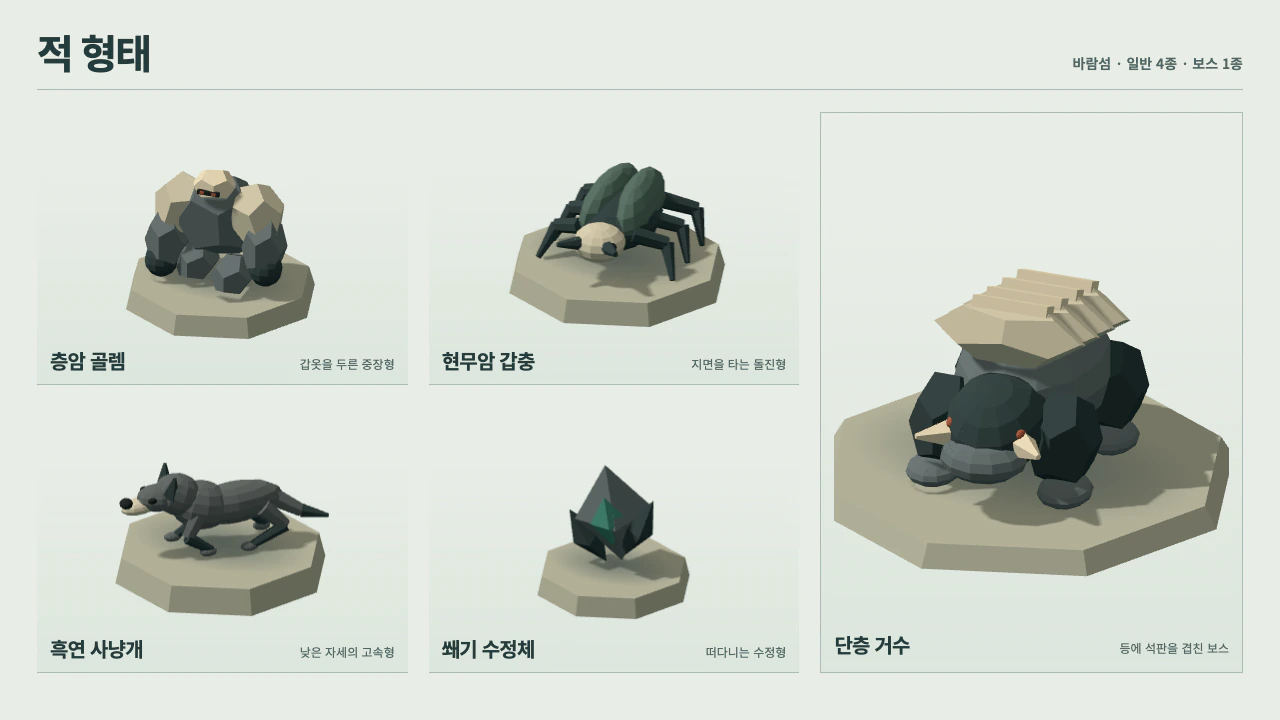 적 형태
바람섬 · 일반 4종 · 보스 1종
층암 골렘
갑옷을 두른 중장형
현무암 갑충
지면을 타는 돌진형
흑연 사냥개
낮은 자세의 고속형
쐐기 수정체
떠다니는 수정형
단층 거수
등에 석판을 겹친 보스